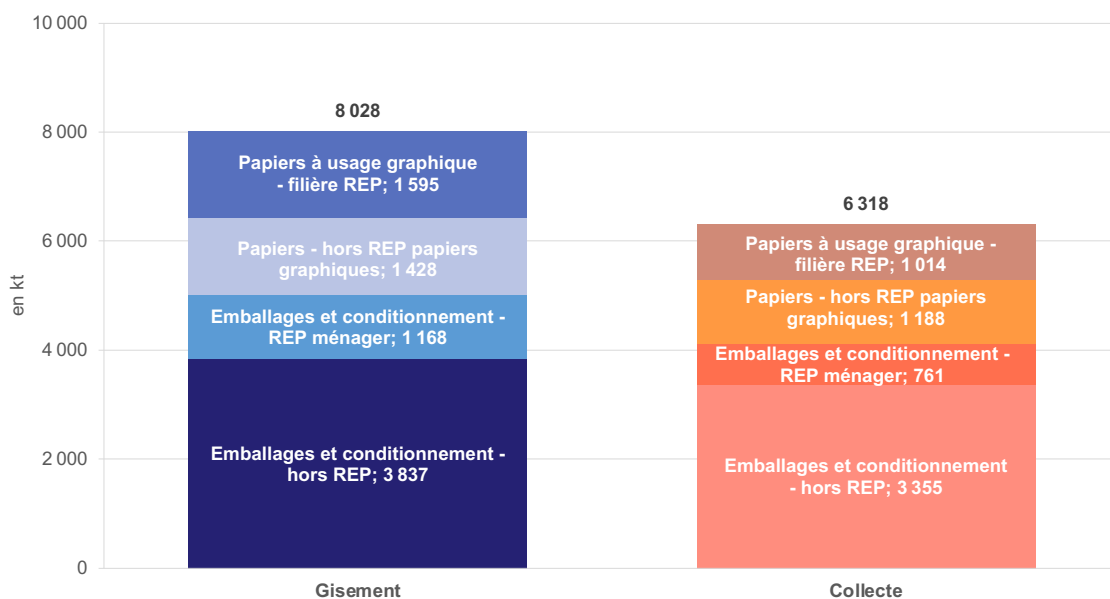 10 000
8 000
6 000
4 000
2 000
0
en kt
8 028
Papiers à usage graphique
- filière REP; 1 595
Papiers - hors REP papiers
graphiques; 1 428
Emballages et conditionnement -
REP ménager; 1 168
Emballages et conditionnement -
hors REP; 3 837
Gisement
6 318
Papiers à usage graphique -
filière REP; 1 014
Papiers - hors REP papiers
graphiques; 1 188
Emballages et conditionnement -
REP ménager; 761
Emballages et conditionnement
- hors REP; 3 355
Collecte